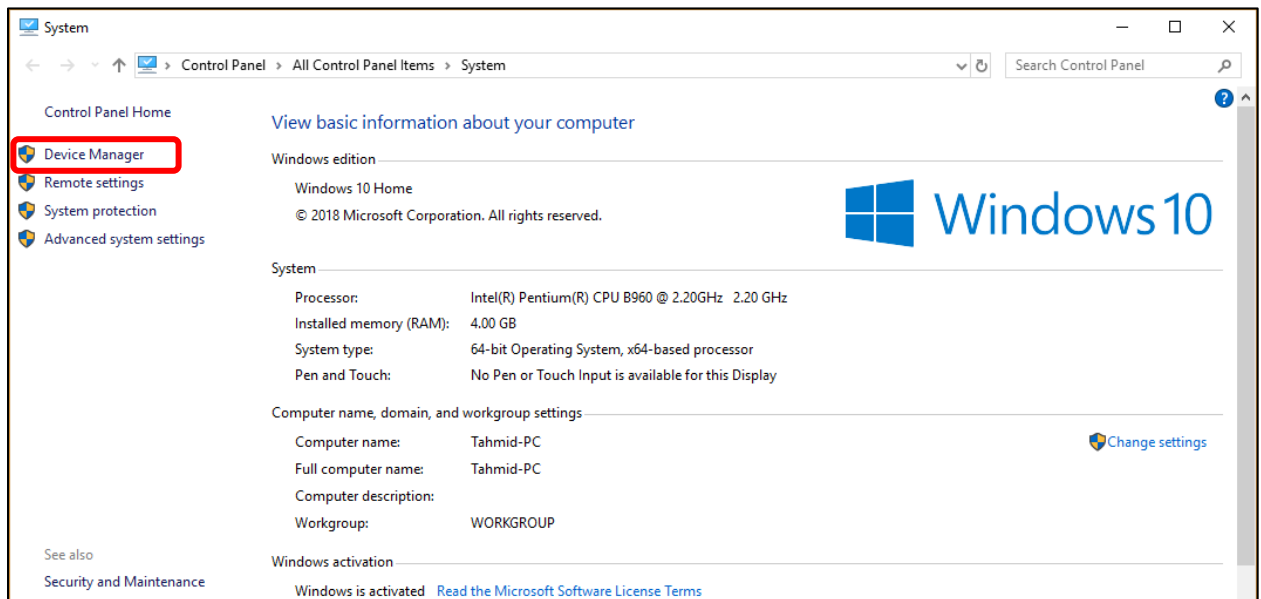 System
Control Panel > All Control Panel Items > System
Search Control Panel
?
Control Panel Home
Device Manager
Remote settings
System protection
Advanced system settings
See also
Security and Maintenance
View basic information about your computer
Windows edition
Windows 10 Home
© 2018 Microsoft Corporation. All rights reserved.
Windows 10
System
Processor: Intel(R) Pentium(R) CPU B960 @ 2.20GHz 2.20 GHz
Installed memory (RAM): 4.00 GB
System type: 64-bit Operating System, x64-based processor
Pen and Touch: No Pen or Touch Input is available for this Display
Computer name, domain, and workgroup settings
Computer name: Tahmid-PC
Change settings
Full computer name: Tahmid-PC
Computer description:
Workgroup: WORKGROUP
Windows activation
Windows is activated Read the Microsoft Software License Terms